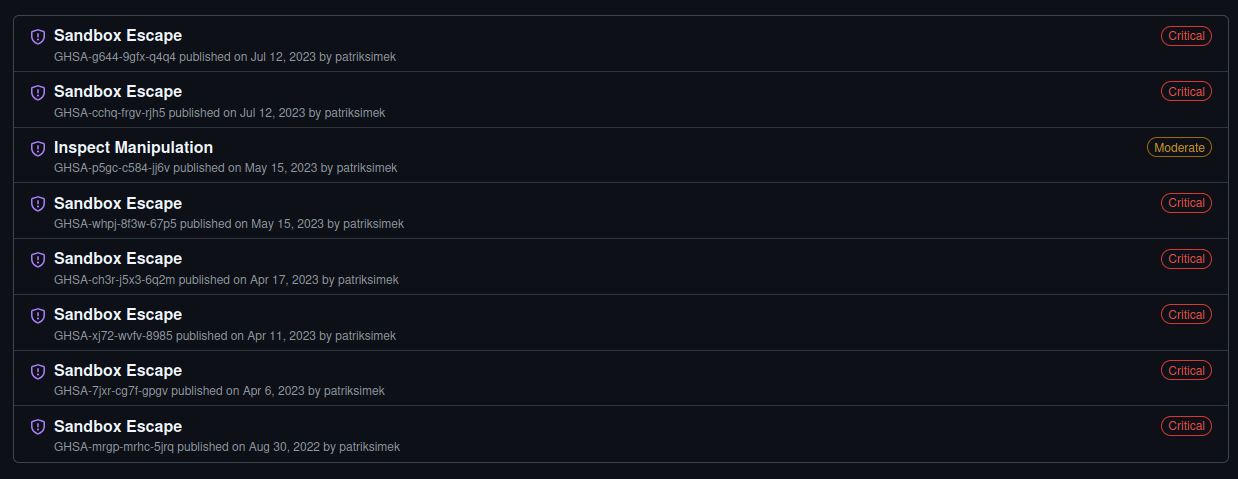 Sandbox Escape
Critical
GHSA-g644-9gfx-q4q4 published on Jul 12, 2023 by patriksimek
Sandbox Escape
Critical
GHSA-cchq-frgv-rjh5 published on Jul 12, 2023 by patriksimek
Inspect Manipulation
Moderate
GHSA-p5gc-c584-jj6v published on May 15, 2023 by patriksimek
Sandbox Escape
Critical
GHSA-whpj-8f3w-67p5 published on May 15, 2023 by patriksimek
Sandbox Escape
Critical
GHSA-ch3r-j5x3-6q2m published on Apr 17, 2023 by patriksimek
Sandbox Escape
Critical
GHSA-xj72-wvfv-8985 published on Apr 11, 2023 by patriksimek
Sandbox Escape
Critical
GHSA-7jxr-cg7f-gpgv published on Apr 6, 2023 by patriksimek
Sandbox Escape
Critical
GHSA-mrgp-mrhc-5jrq published on Aug 30, 2022 by patriksimek